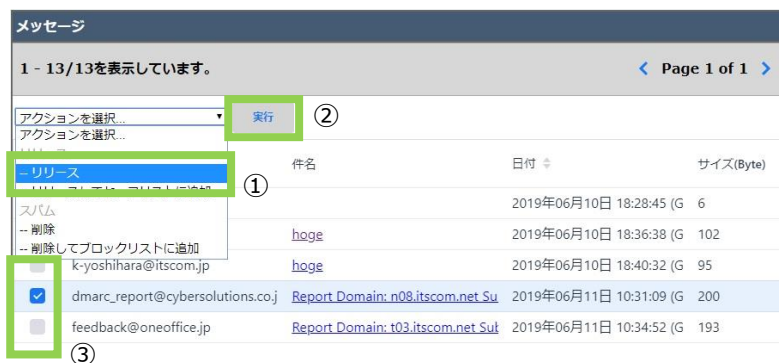 メッセージ
1 - 13/13を表示しています。
Page 1 of 1
アクションを選択...
実行
②
アクションを選択...
-- リリース
①
件名
日付
サイズ(Byte)
スパム
2019年06月10日 18:28:45 (G
6
-- 削除
hoge
2019年06月10日 18:36:38 (G
102
-- 削除してブロックリストに追加
k-yoshihara@itscom.jp
hoge
2019年06月10日 18:40:32 (G
95
dmarc_report@cybersolutions.co.j
Report Domain: n08.itscom.net Su
2019年06月11日 10:31:09 (G
200
feedback@oneoffice.jp
Report Domain: t03.itscom.net Sub
2019年06月11日 10:34:52 (G
193
③